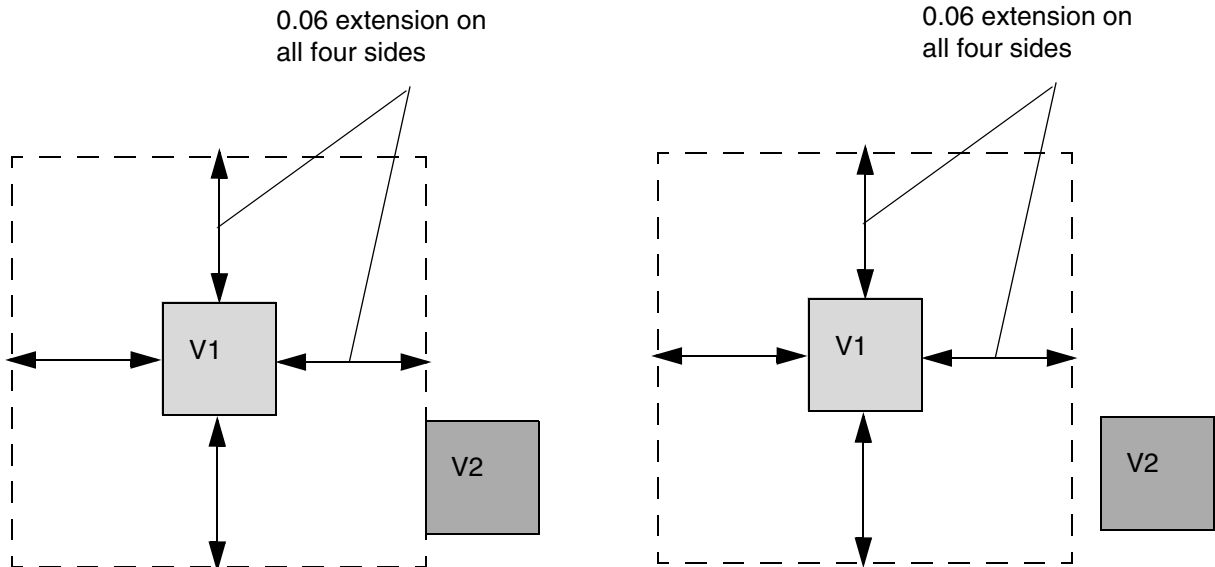 0.06 extension on
all four sides
0.06 extension on
all four sides
V1
V2
V1
V2